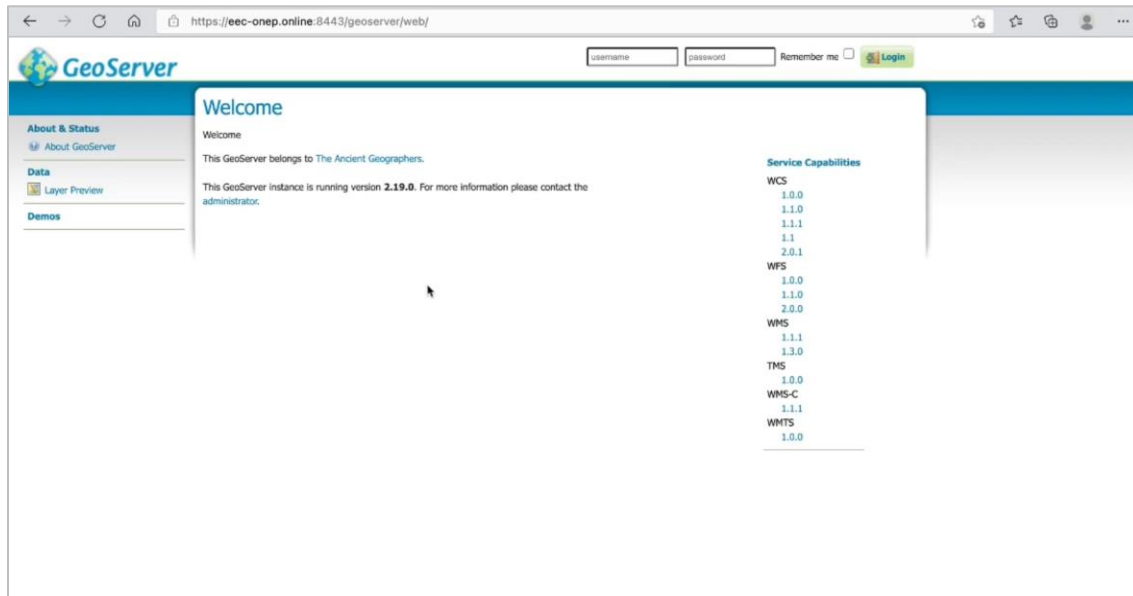 https://eec-onep.online:8443/geoserver/web/
GeoServer
username password Remember me Login
About & Status
About GeoServer
Data
Layer Preview
Demos
Welcome
Welcome
This GeoServer belongs to The Ancient Geographers.
This GeoServer instance is running version 2.19.0. For more information please contact the
administrator.
Service Capabilities
WCS
1.0.0
1.1.0
1.1.1
1.1
2.0.1
WFS
1.0.0
1.1.0
2.0.0
WMS
1.1.1
1.3.0
TMS
1.0.0
WMS-C
1.1.1
WMTS
1.0.0